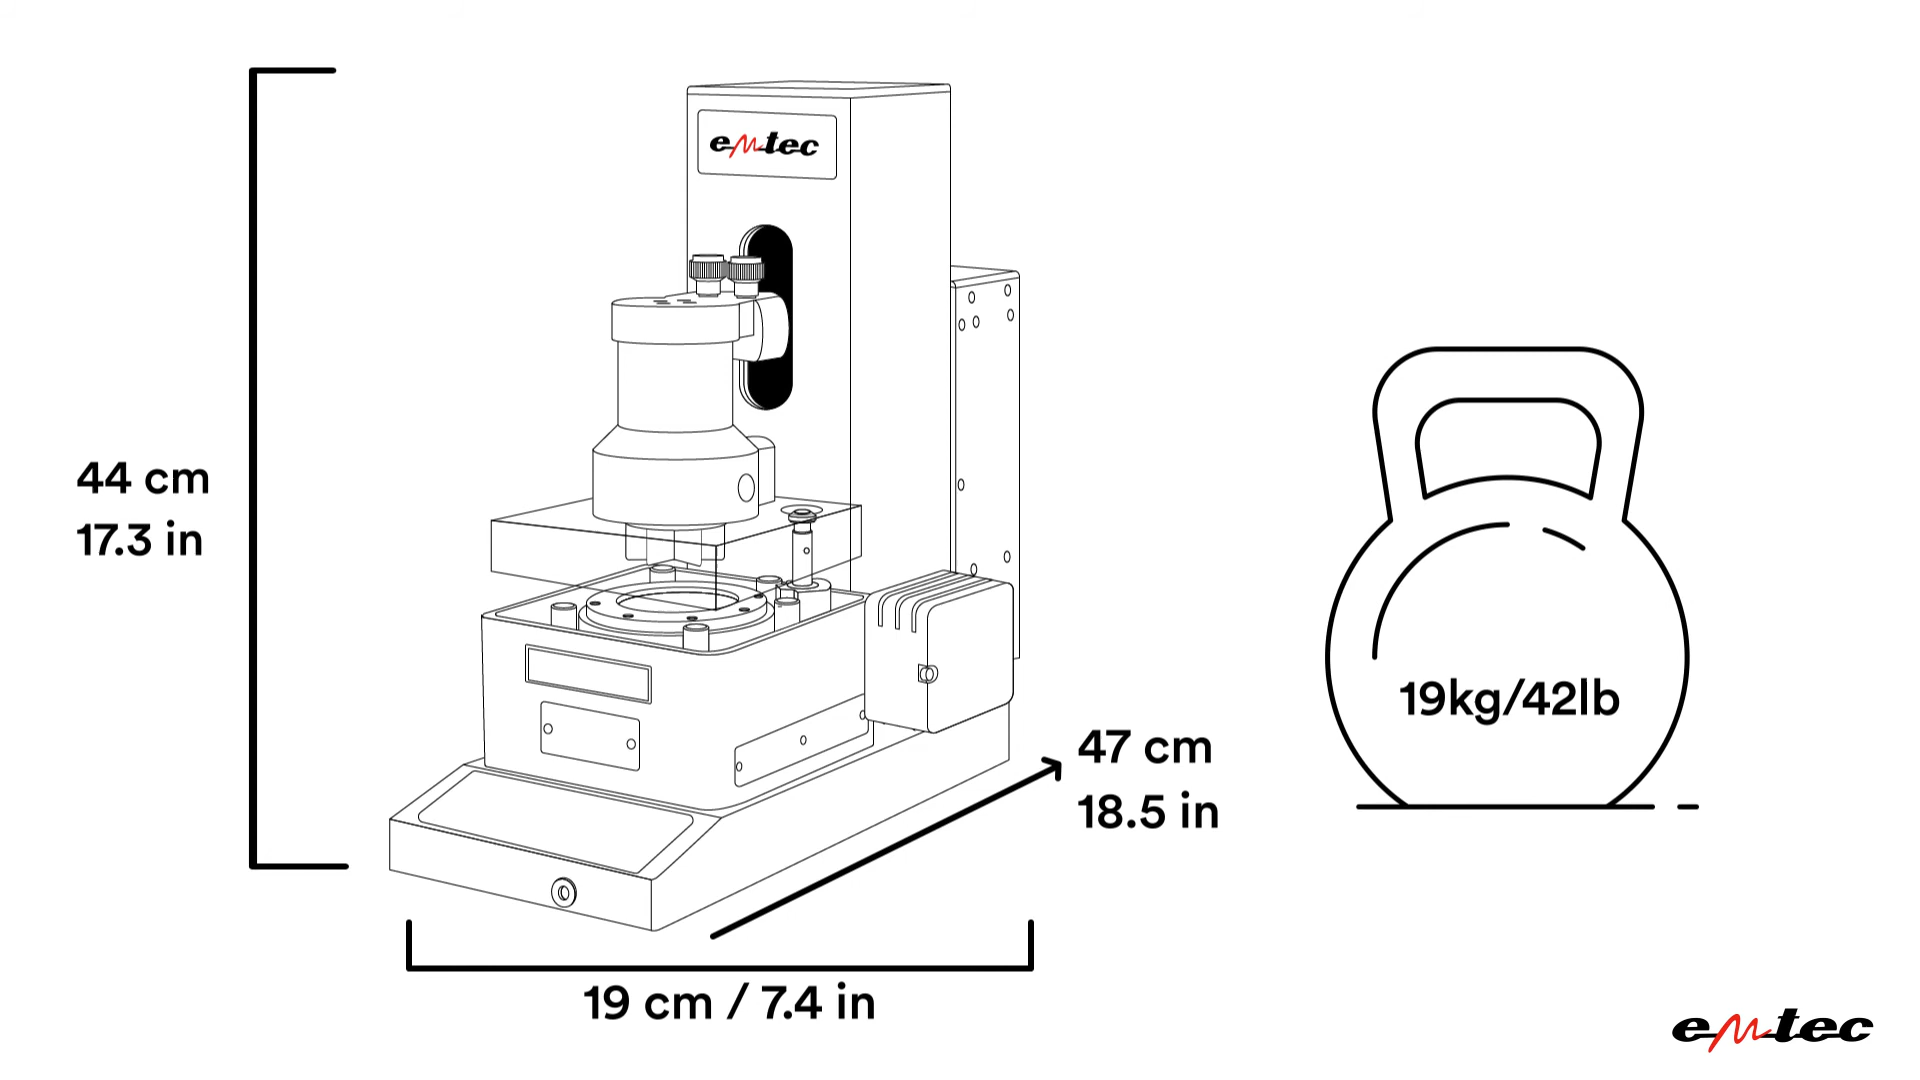 emtec
44 cm
17.3 in
47 cm
18.5 in
19 cm / 7.4 in
19kg/42lb
emtec